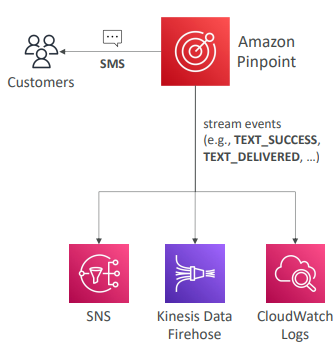 Amazon
Pinpoint
SMS
Customers
stream events
(e.g., TEXT_SUCCESS,
TEXT_DELIVERED, ...)
SNS
Kinesis Data
Firehose
CloudWatch
Logs